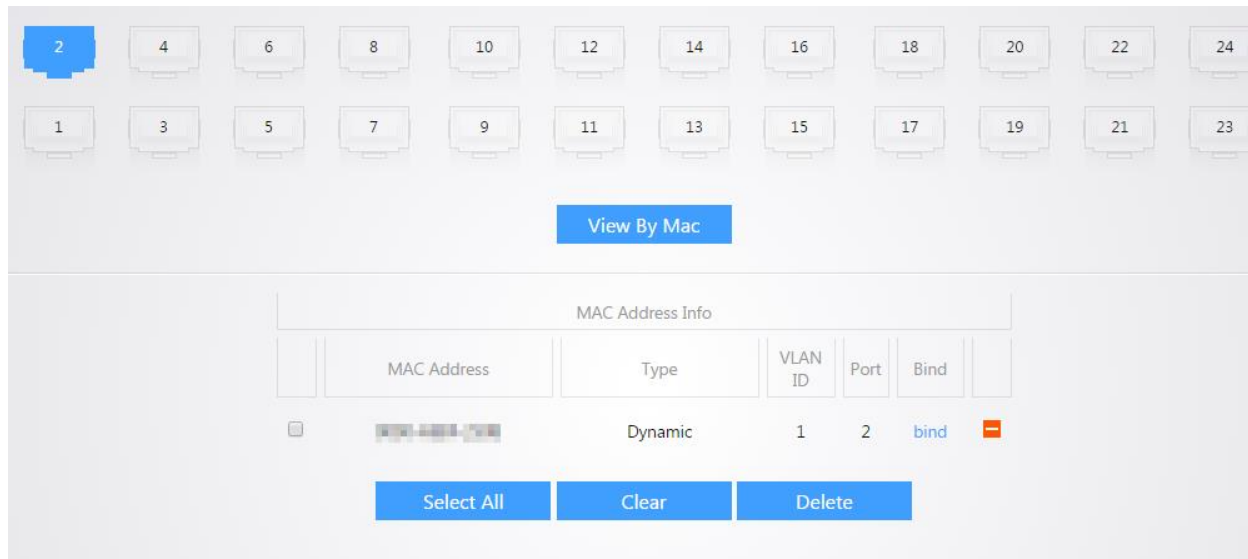 2 4 6 8 10 12 14 16 18 20 22 24
1 3 5 7 9 11 13 15 17 19 21 23
View By Mac
MAC Address Info
MAC Address Type VLAN ID Port Bind
Dynamic 1 2 bind
Select All Clear Delete